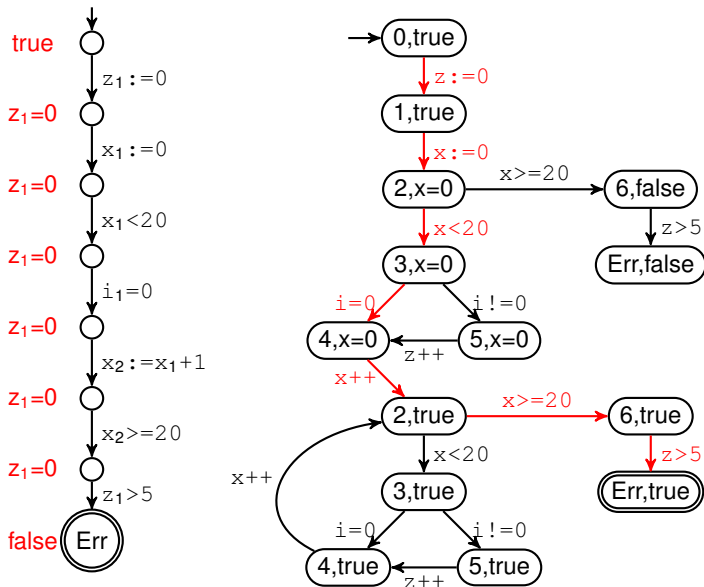 true
z₁:=0
z₁=0
x₁:=0
z₁=0
x₁<20
z₁=0
i₁=0
z₁=0
x₂:=x₁+1
z₁=0
x₂>=20
z₁=0
z₁>5
false
Err
0,true
z:=0
1,true
x:=0
2,x=0
x>=20
6,false
x<20
z>5
3,x=0
Err,false
i=0
i!=0
4,x=0
z++
5,x=0
x++
2,true
x>=20
6,true
x<20
z>5
x++
3,true
Err,true
i=0
i!=0
4,true
z++
5,true